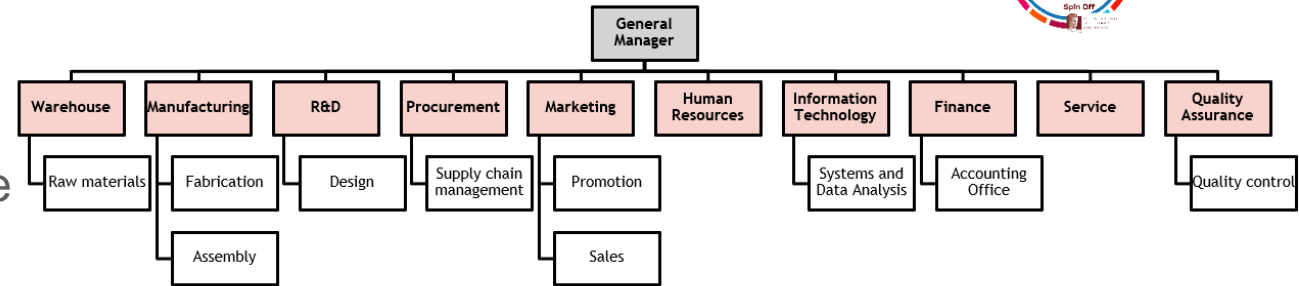 Spin Off
General
Manager
Warehouse
Manufacturing
R&D
Procurement
Marketing
Human
Resources
Information
Technology
Finance
Service
Quality
Assurance
e
Raw materials
Fabrication
Design
Supply chain
management
Promotion
Systems and
Data Analysis
Accounting
Office
Quality control
Assembly
Sales